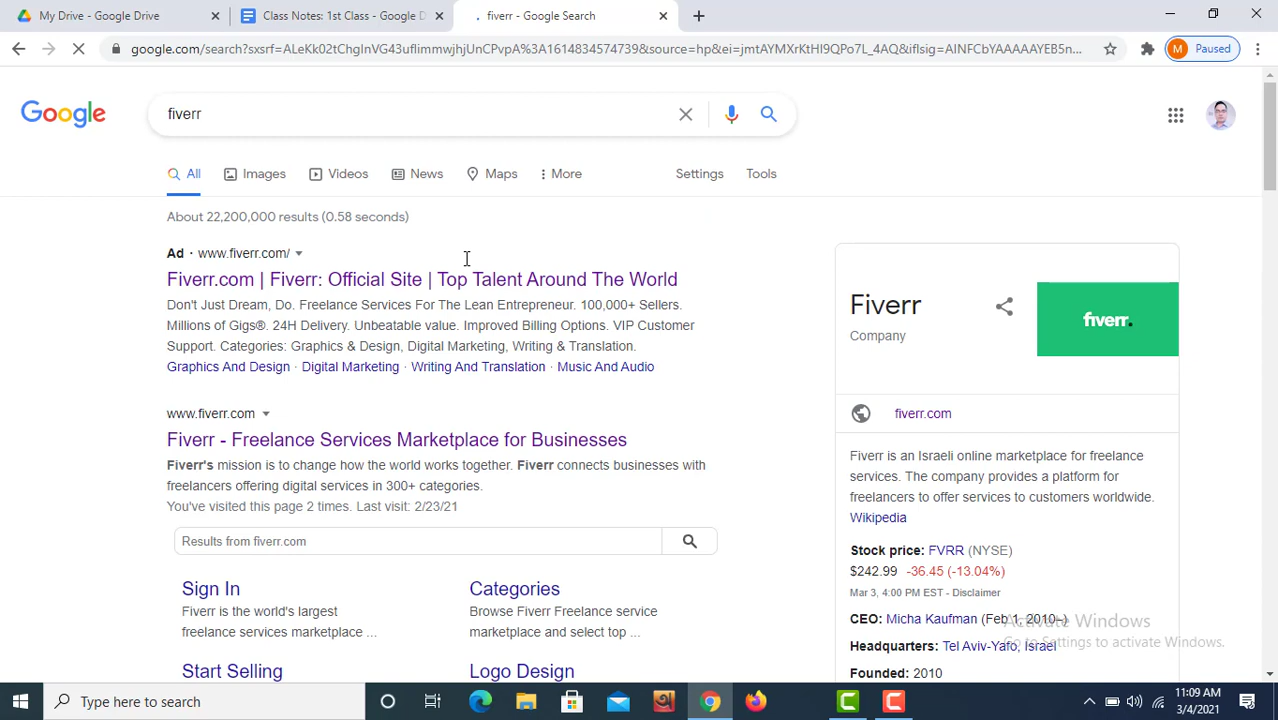 My Drive - Google Drive
Class Notes: 1st Class - Google D
fiverr - Google Search
google.com/search?sxsrf=ALeKk02tChgInVG43ufIimmwjhjUnCPvpA%3A1614834574739&source=hp&ei=jmtAYMXrKtHI9QPo7L_4AQ&iflsig=AINFCbYAAAAAYEB5n...
M Paused
Google
fiverr
All Images Videos News Maps More Settings Tools
About 22,200,000 results (0.58 seconds)
Ad · www.fiverr.com/
Fiverr.com | Fiverr: Official Site | Top Talent Around The World
Don't Just Dream, Do. Freelance Services For The Lean Entrepreneur. 100,000+ Sellers.
Millions of Gigs®. 24H Delivery. Unbeatable value. Improved Billing Options. VIP Customer
Support. Categories: Graphics & Design, Digital Marketing, Writing & Translation.
Graphics And Design · Digital Marketing · Writing And Translation · Music And Audio
www.fiverr.com
Fiverr - Freelance Services Marketplace for Businesses
Fiverr's mission is to change how the world works together. Fiverr connects businesses with
freelancers offering digital services in 300+ categories.
You've visited this page 2 times. Last visit: 2/23/21
Results from fiverr.com
Sign In
Fiverr is the world's largest
freelance services marketplace ...
Categories
Browse Fiverr Freelance service
marketplace and select top ...
Start Selling
Logo Design
Fiverr
Company
fiverr.
fiverr.com
Fiverr is an Israeli online marketplace for freelance
services. The company provides a platform for
freelancers to offer services to customers worldwide.
Wikipedia
Stock price: FVRR (NYSE)
$242.99 -36.45 (-13.04%)
Mar 3, 4:00 PM EST - Disclaimer
CEO: Micha Kaufman (Feb 1, 2010–)
Headquarters: Tel Aviv-Yafo, Israel
Founded: 2010
Activate Windows
Go to Settings to activate Windows.
Type here to search
11:09 AM
3/4/2021